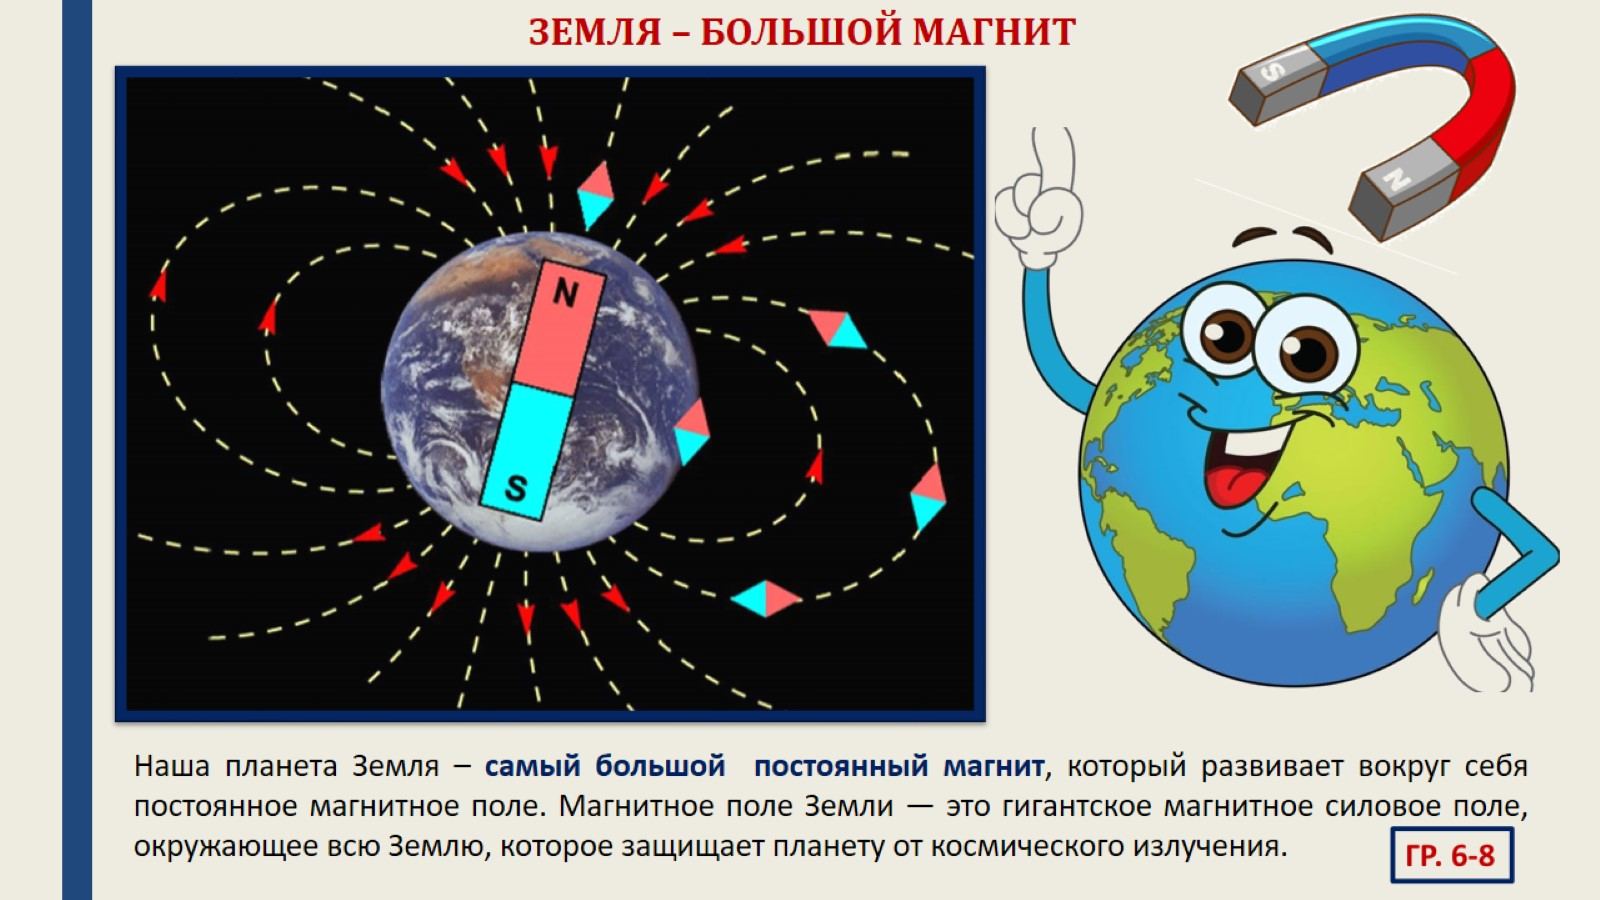 ЗЕМЛЯ – БОЛЬШОЙ МАГНИТ
S
N
N
S
Наша планета Земля – самый большой постоянный магнит, который развивает вокруг себя
постоянное магнитное поле. Магнитное поле Земли — это гигантское магнитное силовое поле,
окружающее всю Землю, которое защищает планету от космического излучения.
ГР. 6-8